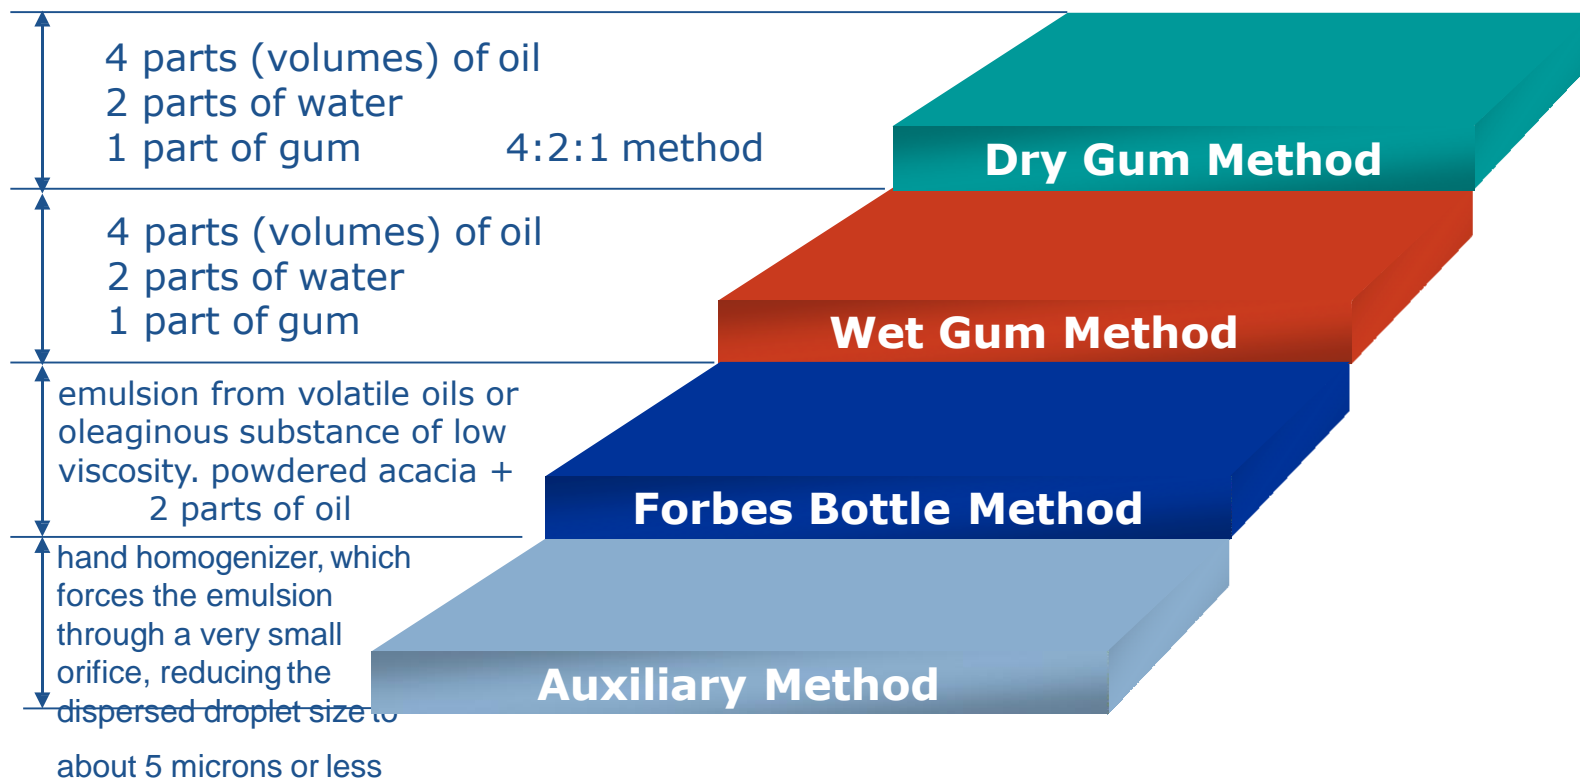 4 parts (volumes) of oil
2 parts of water
1 part of gum 4:2:1 method
Dry Gum Method
4 parts (volumes) of oil
2 parts of water
1 part of gum
Wet Gum Method
emulsion from volatile oils or
oleaginous substance of low
viscosity. powdered acacia +
2 parts of oil
Forbes Bottle Method
hand homogenizer, which
forces the emulsion
through a very small
orifice, reducing the
dispersed droplet size to
about 5 microns or less
Auxiliary Method